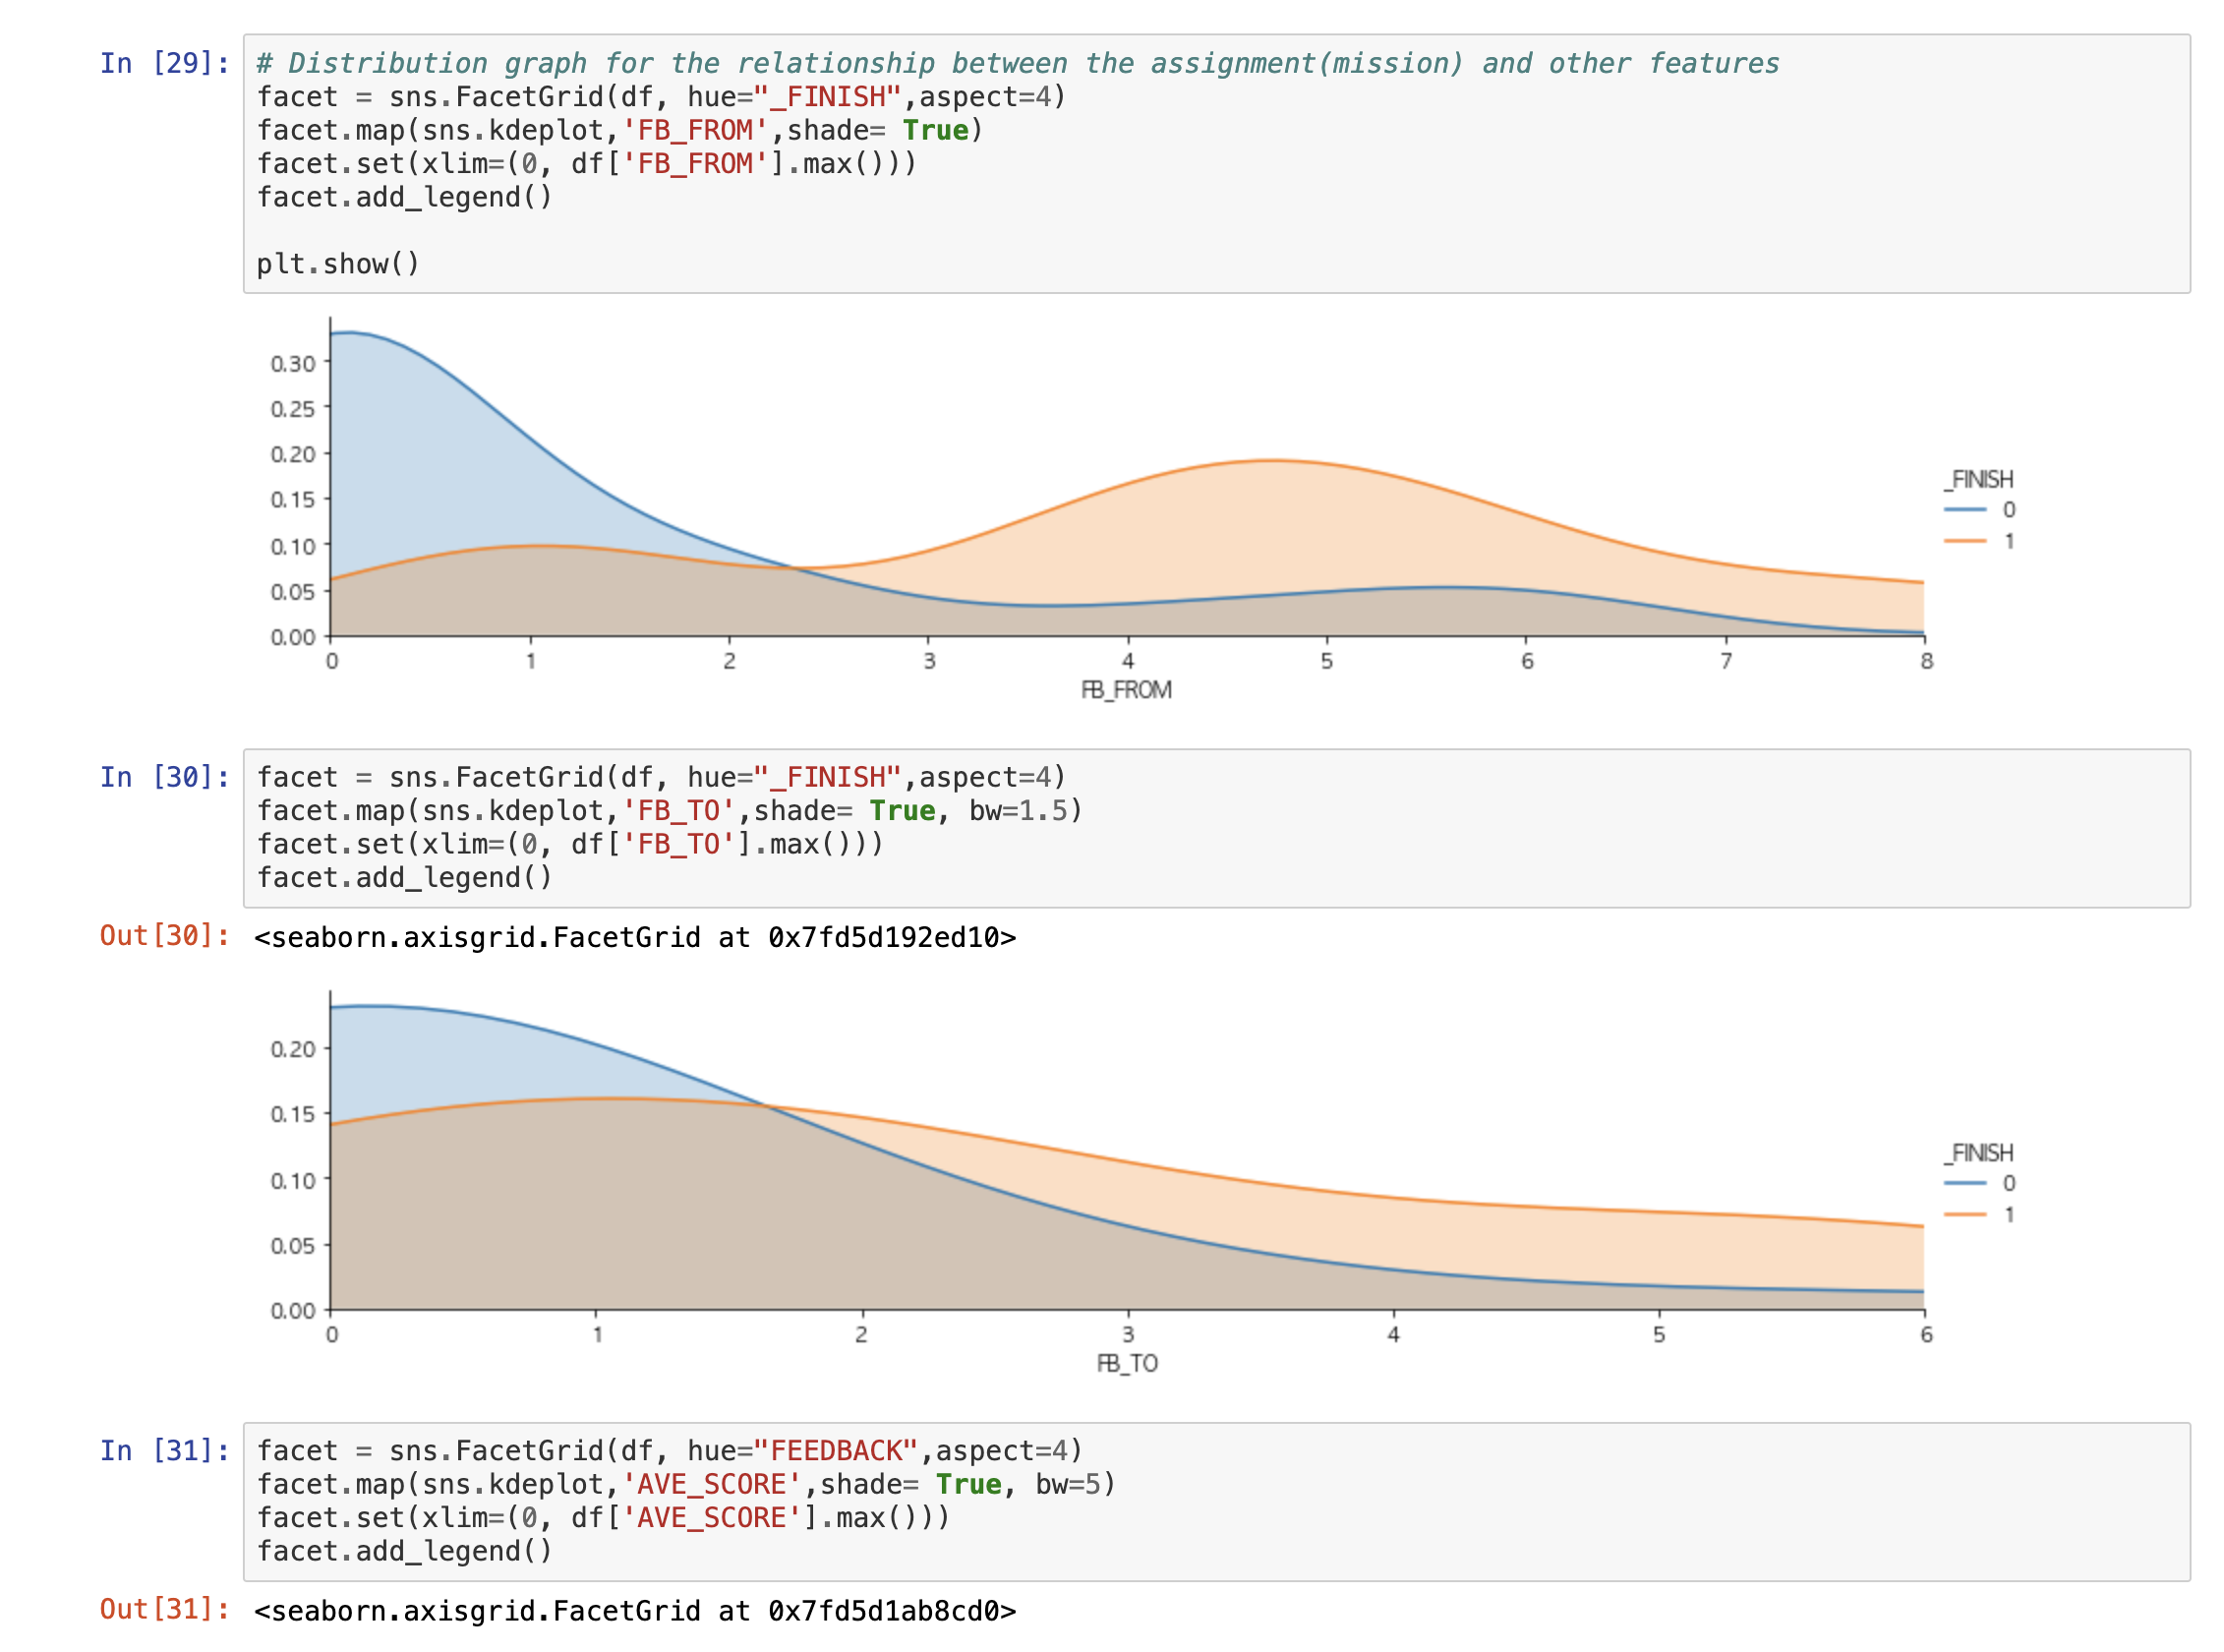 In [29]:
# Distribution graph for the relationship between the assignment(mission) and other features
facet = sns.FacetGrid(df, hue="_FINISH",aspect=4)
facet.map(sns.kdeplot,'FB_FROM',shade= True)
facet.set(xlim=(0, df['FB_FROM'].max()))
facet.add_legend()
plt.show()
0.30
0.25
0.20
0.15
0.10
0.05
0.00
0 1 2 3 4 5 6 7 8
FB_FROM
_FINISH
0
1
In [30]:
facet = sns.FacetGrid(df, hue="_FINISH",aspect=4)
facet.map(sns.kdeplot,'FB_TO',shade= True, bw=1.5)
facet.set(xlim=(0, df['FB_TO'].max()))
facet.add_legend()
Out[30]: <seaborn.axisgrid.FacetGrid at 0x7fd5d192ed10>
0.20
0.15
0.10
0.05
0.00
0 1 2 3 4 5 6
FB_TO
_FINISH
0
1
In [31]:
facet = sns.FacetGrid(df, hue="FEEDBACK",aspect=4)
facet.map(sns.kdeplot,'AVE_SCORE',shade= True, bw=5)
facet.set(xlim=(0, df['AVE_SCORE'].max()))
facet.add_legend()
Out[31]: <seaborn.axisgrid.FacetGrid at 0x7fd5d1ab8cd0>